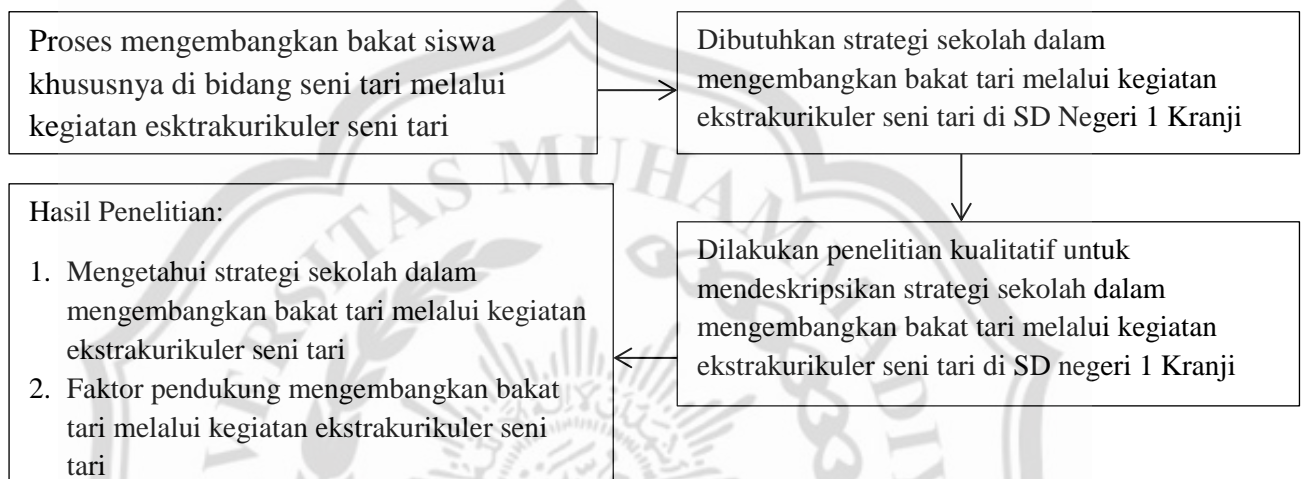 Proses mengembangkan bakat siswa
khususnya di bidang seni tari melalui
kegiatan esktrakurikuler seni tari
Dibutuhkan strategi sekolah dalam
mengembangkan bakat tari melalui kegiatan
ekstrakurikuler seni tari di SD Negeri 1 Kranji
Dilakukan penelitian kualitatif untuk
mendeskripsikan strategi sekolah dalam
mengembangkan bakat tari melalui kegiatan
ekstrakurikuler seni tari di SD negeri 1 Kranji
Hasil Penelitian:
1. Mengetahui strategi sekolah dalam
mengembangkan bakat tari melalui kegiatan
ekstrakurikuler seni tari
2. Faktor pendukung mengembangkan bakat
tari melalui kegiatan ekstrakurikuler seni
tari
VERSITAS MUHAMMADIY